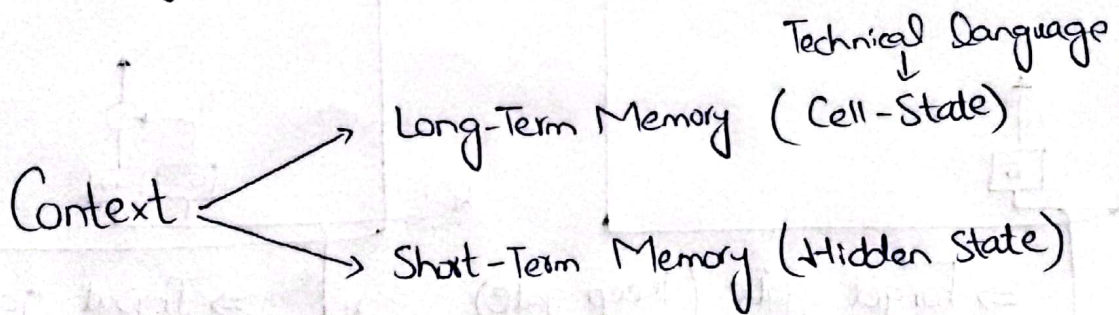 Technical Language
↓
Long-Term Memory (Cell-State)
Context
Short-Term Memory (Hidden State)